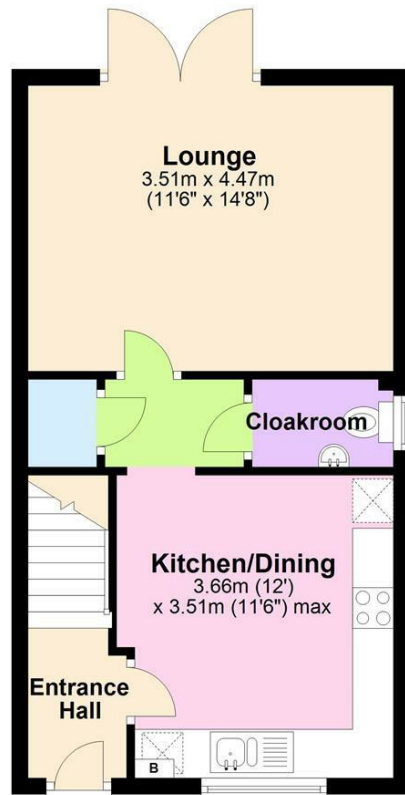 Lounge
3.51m x 4.47m
(11'6" x 14'8")
Cloakroom
Kitchen/Dining
3.66m (12')
x 3.51m (11'6") max
Entrance
Hall
B